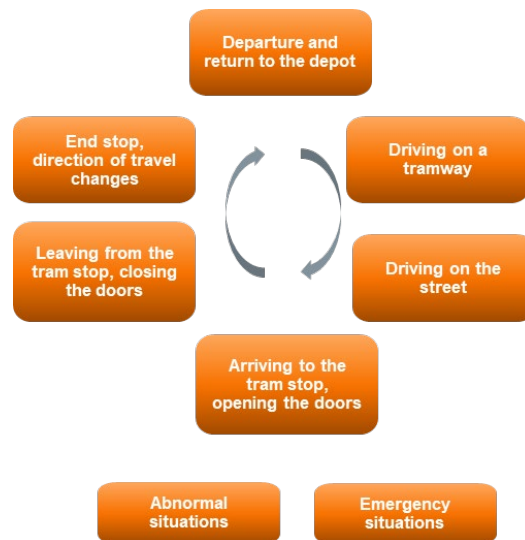 Departure and
return to the depot
End stop,
direction of travel
changes
Driving on a
tramway
Leaving from the
tram stop, closing
the doors
Driving on the
street
Arriving to the
tram stop,
opening the doors
Abnormal
situations
Emergency
situations